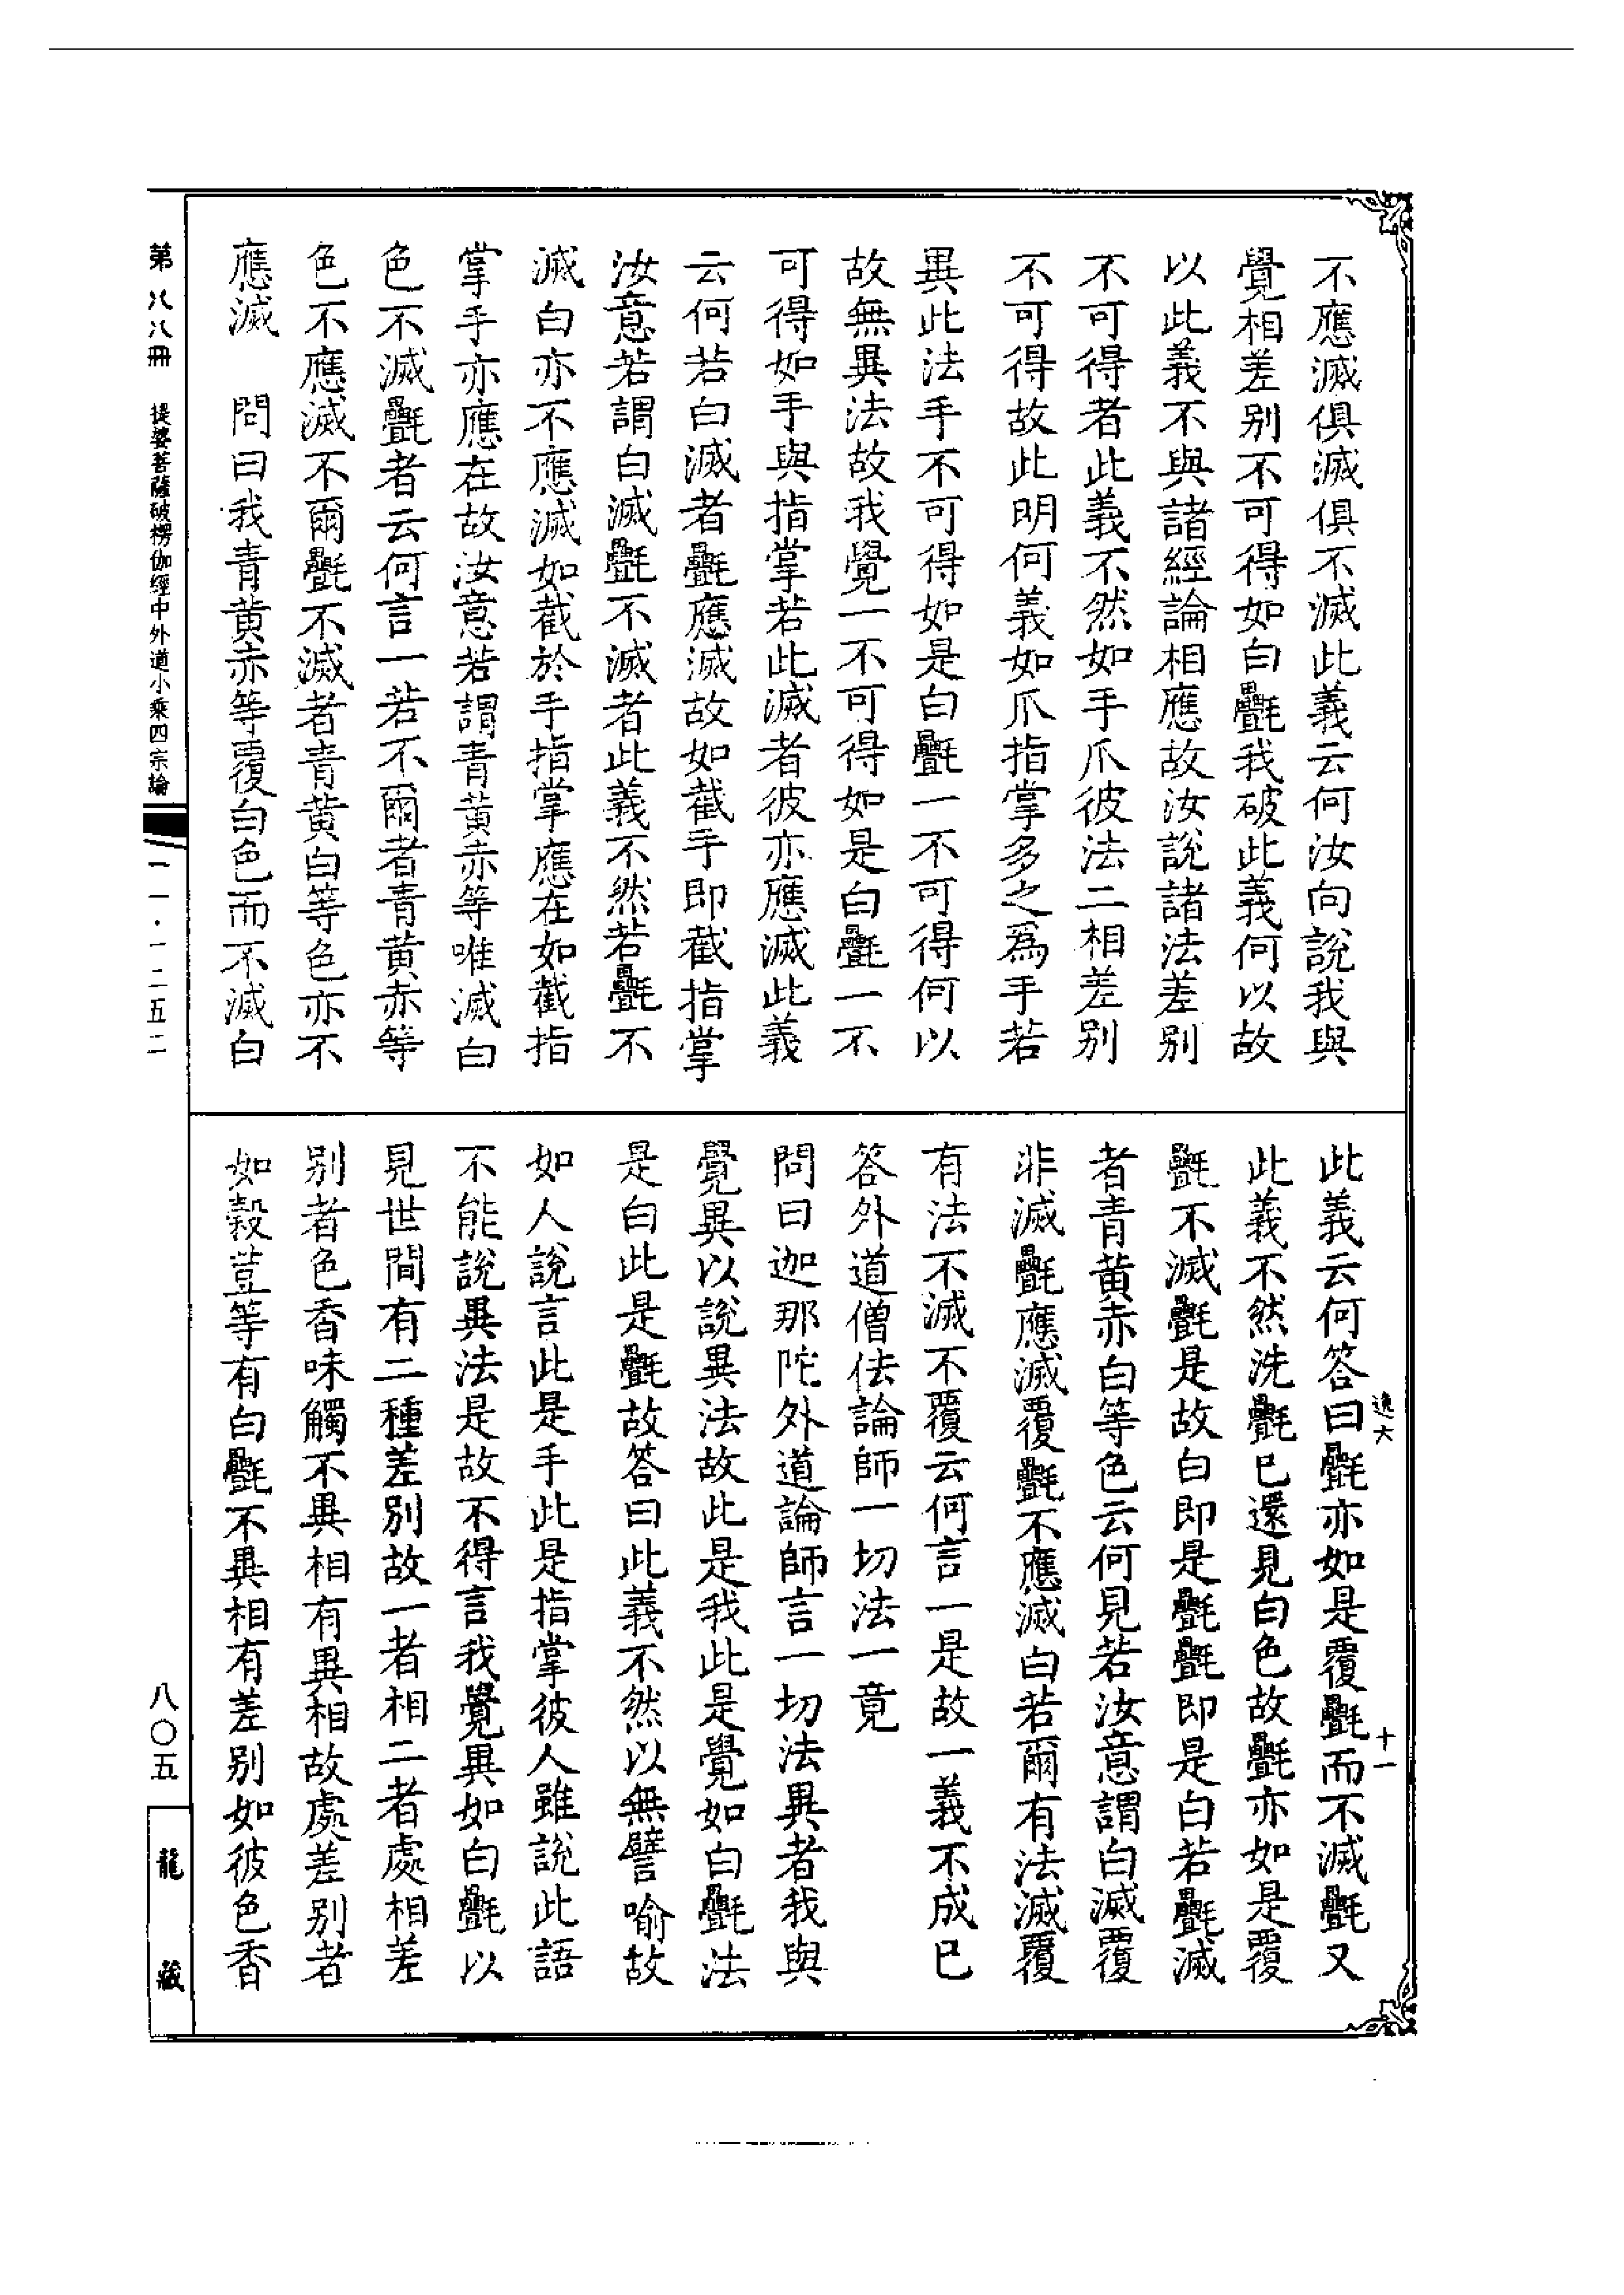 不應滅俱滅俱不滅此義云何汝向說我與
覺相差別不可得如白氎我破此義何以故
以此義不與諸經論相應故汝說諸法差別
不可得者此義不然如手爪彼法二相差別
不可得故此明何義如爪指掌多之爲手若
異此法手不可得如是白氎一不可得何以
故無異法故我覺一不可得如是白氎一不
可得如手與指掌若此滅者彼亦應滅此義
云何若白滅者氎應滅故如截手即截指掌
汝意若謂白滅氎不滅者此義不然若氎不
滅白亦不應滅如截於手指掌應在如截指
掌手亦應在故汝意若謂青黃赤等唯滅白
色不滅氎者云何言一若不爾者青黃赤等
色不應滅不爾氎不滅者青黃白等色亦不
應滅　問曰我青黃赤等覆白色而不滅白
此義云何答曰氎亦如是覆氎而不滅氎又
此義不然洗氎已還見白色故氎亦如是覆
氎不滅氎是故白即是氎氎即是白若氎滅
者青黃赤白等色云何見若汝意謂白滅覆
非滅氎應滅覆氎不應滅白若爾有法滅覆
有法不滅不覆云何言一是故一義不成已
答外道僧佉論師一切法一竟
問曰迦那陀外道論師言一切法異者我與
覺異以說異法故此是我此是覺如白氎法
是白此是氎故答曰此義不然以無譬喻故
如人說言此是手此是指掌彼人雖說此語
不能說異法是故不得言我覺異如白氎以
見世間有二種差別故一者相二者處相差
別者色香味觸不異相有異相故處差別者
如穀荳等有白氎不異相有差別如彼色香
逸六
十一
第八八冊　提婆菩薩破楞伽經中外道小乘四宗論
一一·一二五二
八〇五
龍藏